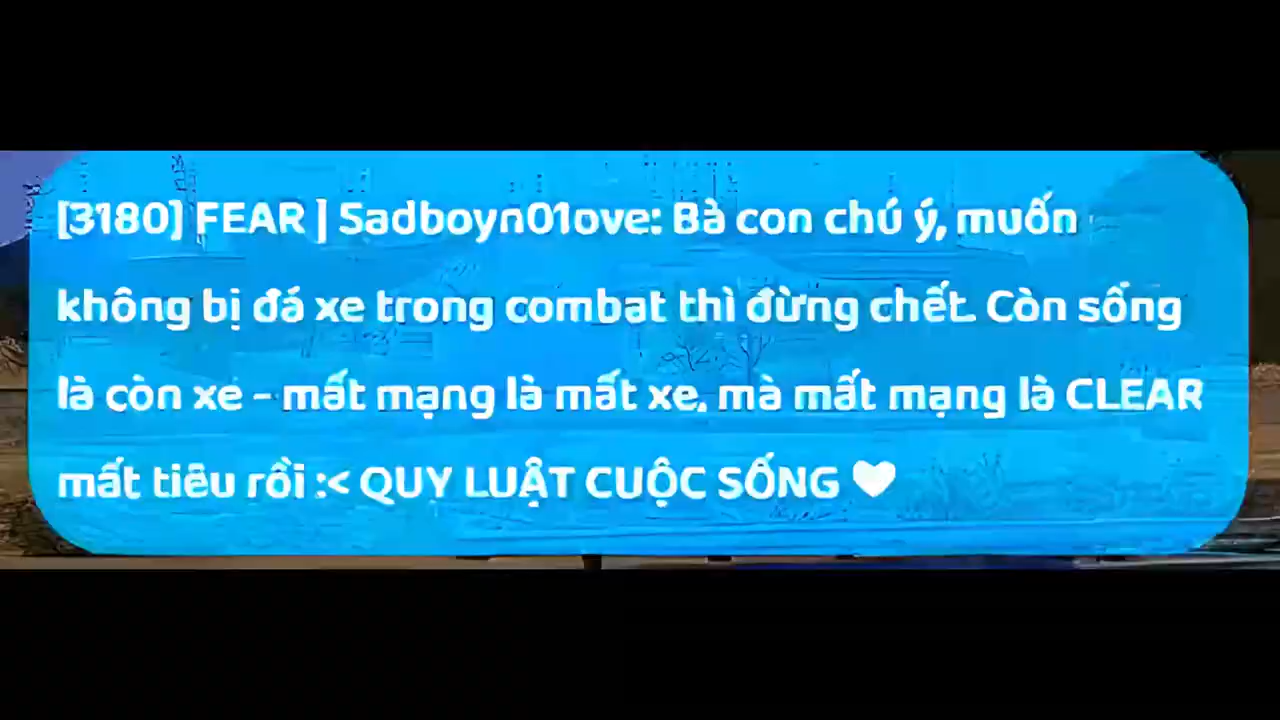 [3180] FEAR ] Sadboyn01ove: Bà con chú ý, muốn
không bị đá xe trong combat thì đừng chết. Còn sống
là còn xe - mất mạng là mất xe, mà mất mạng là CLEAR
mất tiêu rồi :< QUY LUẬT CUỘC SỐNG 🤍